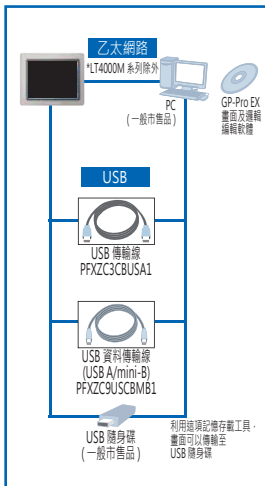 乙太網路
*LT4000M 系列除外
PC
(一般市售品)
GP-Pro EX
畫面及邏輯
編輯軟體
USB
USB 傳輸線
PFXZC3CBUSA1
USB 資料傳輸線
(USB A/mini-B)
PFXZC9USCBMB1
USB 隨身碟
(一般市售品)
利用這項記憶存載工具，
畫面可以傳輸至
USB 隨身碟